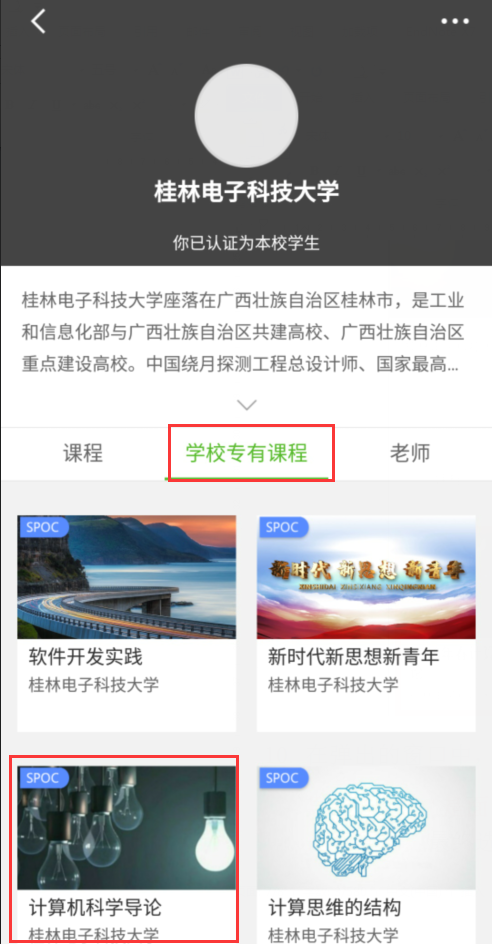 桂林电子科技大学
你已认证为本校学生
桂林电子科技大学座落在广西壮族自治区桂林市，是工业
和信息化部与广西壮族自治区共建高校、广西壮族自治区
重点建设高校。中国绕月探测工程总设计师、国家最高...
课程 学校专有课程 老师
SPOC
软件开发实践
桂林电子科技大学
SPOC
新时代 新思想 新青年
新时代新思想新青年
桂林电子科技大学
SPOC
计算机科学导论
桂林电子科技大学
SPOC
计算思维的结构
桂林电子科技大学